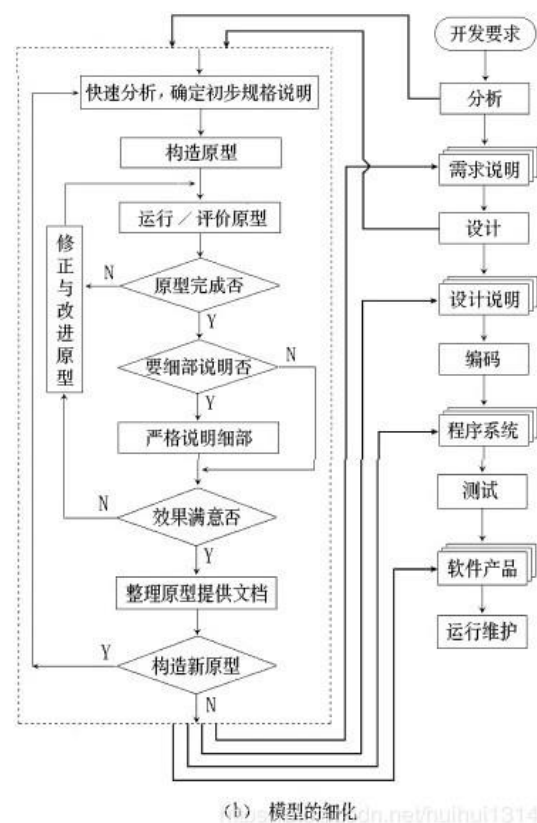 开发要求
快速分析，确定初步规格说明
分析
构造原型
需求说明
运行／评价原型
设计
修正与改进原型
N
原型完成否
设计说明
Y
要细部说明否
N
编码
Y
严格说明细部
程序系统
N
效果满意否
测试
Y
整理原型提供文档
软件产品
Y
构造新原型
运行维护
N
(b) 模型的细化
dn.net/huihui1314